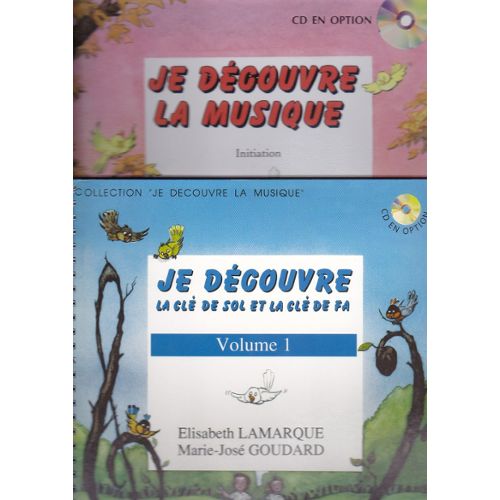 CD EN OPTION
JE DÉCOUVRE
LA MUSIQUE
Initiation
COLLECTION "JE DECOUVRE LA MUSIQUE"
CD EN OPTION
JE DÉCOUVRE
LA CLÉ DE SOL ET LA CLÉ DE FA
Volume 1
Elisabeth LAMARQUE
Marie-José GOUDARD